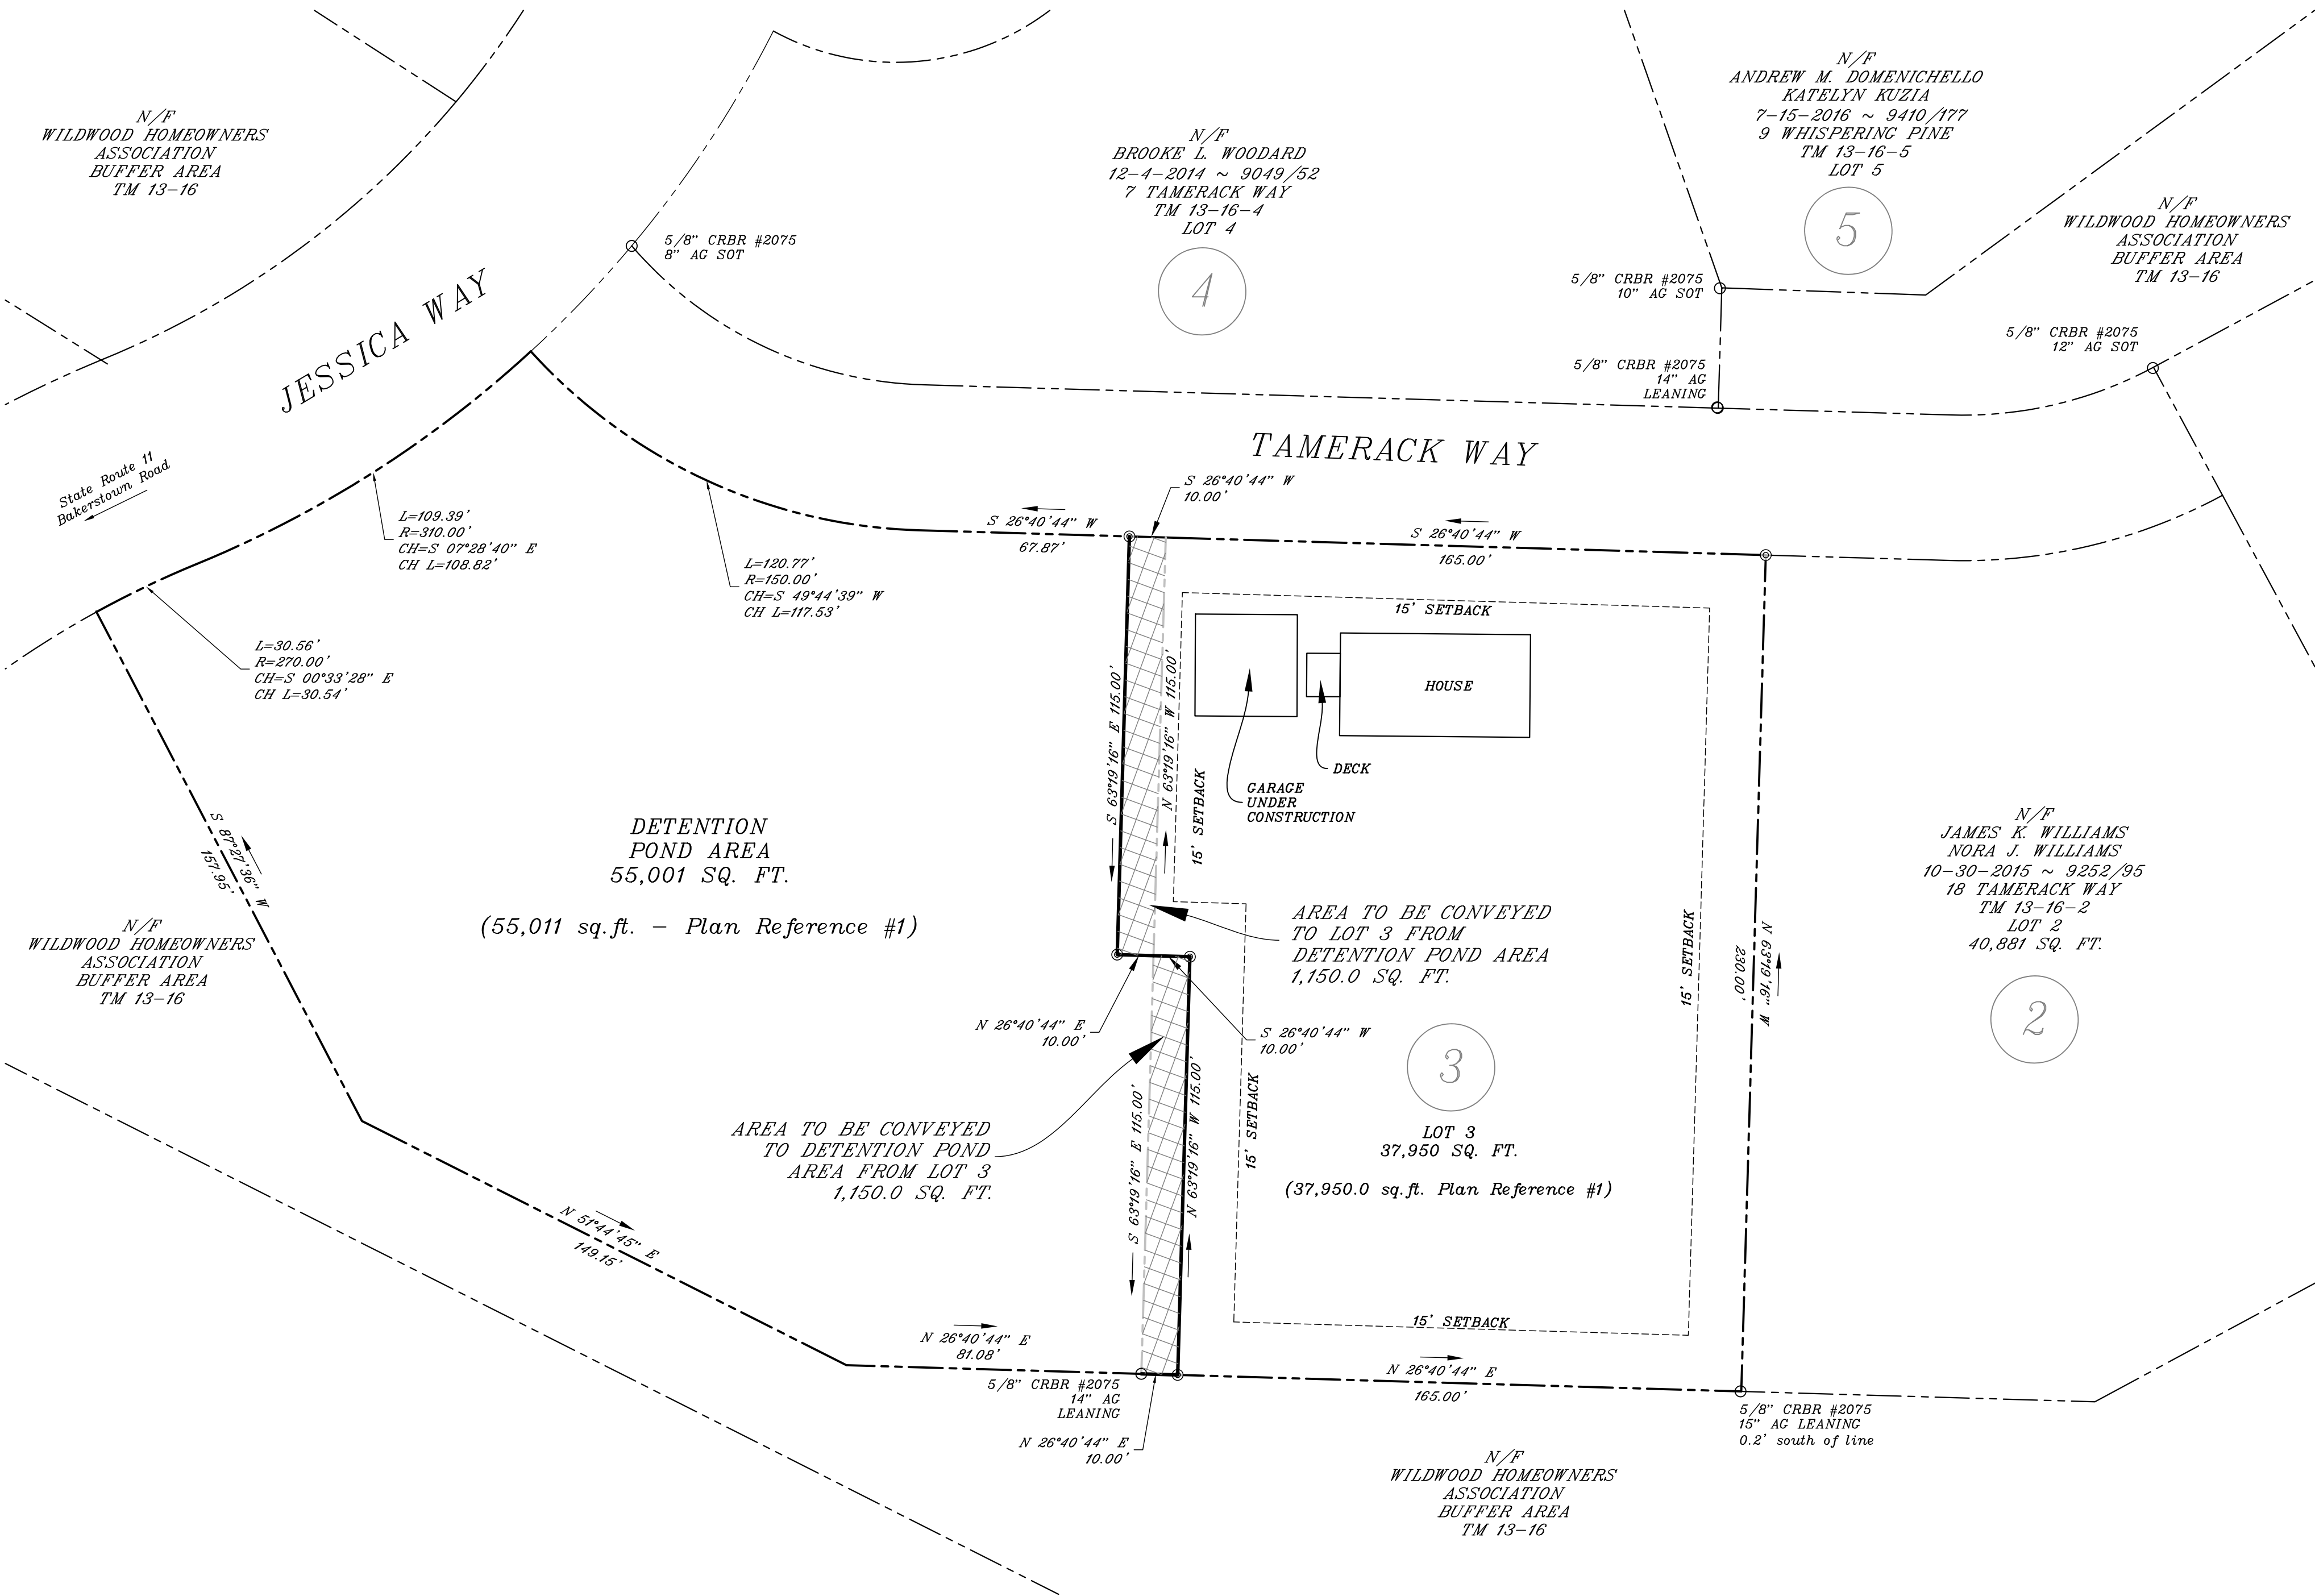 N/F
WILDWOOD HOMEOWNERS
ASSOCIATION
BUFFER AREA
TM 13-16
N/F
BROOKE L. WOODARD
12-4-2014 ~ 9049/52
7 TAMERACK WAY
TM 13-16-4
LOT 4
4
N/F
ANDREW M. DOMENICHELLO
KATELYN KUZIA
7-15-2016 ~ 9410/177
9 WHISPERING PINE
TM 13-16-5
LOT 5
5
N/F
WILDWOOD HOMEOWNERS
ASSOCIATION
BUFFER AREA
TM 13-16
5/8" CRBR #2075
8" AG SOT
5/8" CRBR #2075
10" AG SOT
5/8" CRBR #2075
14" AG
LEANING
5/8" CRBR #2075
12" AG SOT
JESSICA WAY
TAMERACK WAY
State Route 11
Bakerstown Road
L=109.39'
R=310.00'
CH=S 07°28'40" E
CH L=108.82'
L=120.77'
R=150.00'
CH=S 49°44'39" W
CH L=117.53'
L=30.56'
R=270.00'
CH=S 00°33'28" E
CH L=30.54'
S 26°40'44" W
67.87'
S 26°40'44" W
10.00'
S 26°40'44" W
165.00'
15' SETBACK
HOUSE
DECK
GARAGE
UNDER
CONSTRUCTION
S 63°19'16" E 115.00'
N 63°19'16" W 115.00'
15' SETBACK
DETENTION
POND AREA
55,001 SQ. FT.
(55,011 sq.ft. - Plan Reference #1)
S 87°27'36" W
157.95'
N/F
WILDWOOD HOMEOWNERS
ASSOCIATION
BUFFER AREA
TM 13-16
AREA TO BE CONVEYED
TO LOT 3 FROM
DETENTION POND AREA
1,150.0 SQ. FT.
N 26°40'44" E
10.00'
S 26°40'44" W
10.00'
15' SETBACK
N 63°19'16" W
230.00'
N/F
JAMES K. WILLIAMS
NORA J. WILLIAMS
10-30-2015 ~ 9252/95
18 TAMERACK WAY
TM 13-16-2
LOT 2
40,881 SQ. FT.
2
3
LOT 3
37,950 SQ. FT.
(37,950.0 sq.ft. Plan Reference #1)
15' SETBACK
AREA TO BE CONVEYED
TO DETENTION POND
AREA FROM LOT 3
1,150.0 SQ. FT.
S 63°19'16" E 115.00'
N 63°19'16" W 115.00'
N 51°44'45" E
149.15'
15' SETBACK
N 26°40'44" E
81.08'
N 26°40'44" E
165.00'
5/8" CRBR #2075
14" AG
LEANING
N 26°40'44" E
10.00'
5/8" CRBR #2075
15" AG LEANING
0.2' south of line
N/F
WILDWOOD HOMEOWNERS
ASSOCIATION
BUFFER AREA
TM 13-16